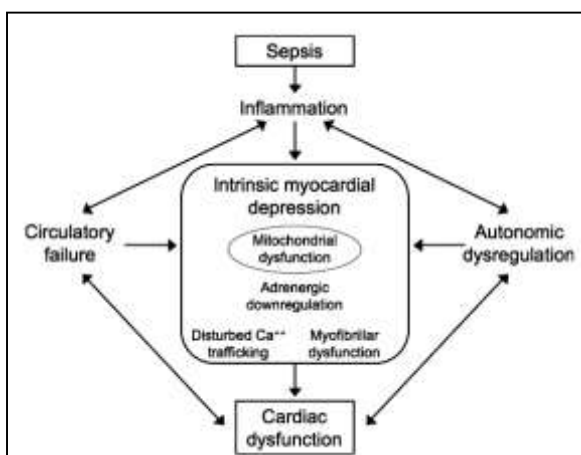 Sepsis
Inflammation
Intrinsic myocardial
depression
Circulatory
failure
Mitochondrial
dysfunction
Autonomic
dysregulation
Adrenergic
downregulation
Disturbed Ca⁺⁺
trafficking
Myofibrillar
dysfunction
Cardiac
dysfunction